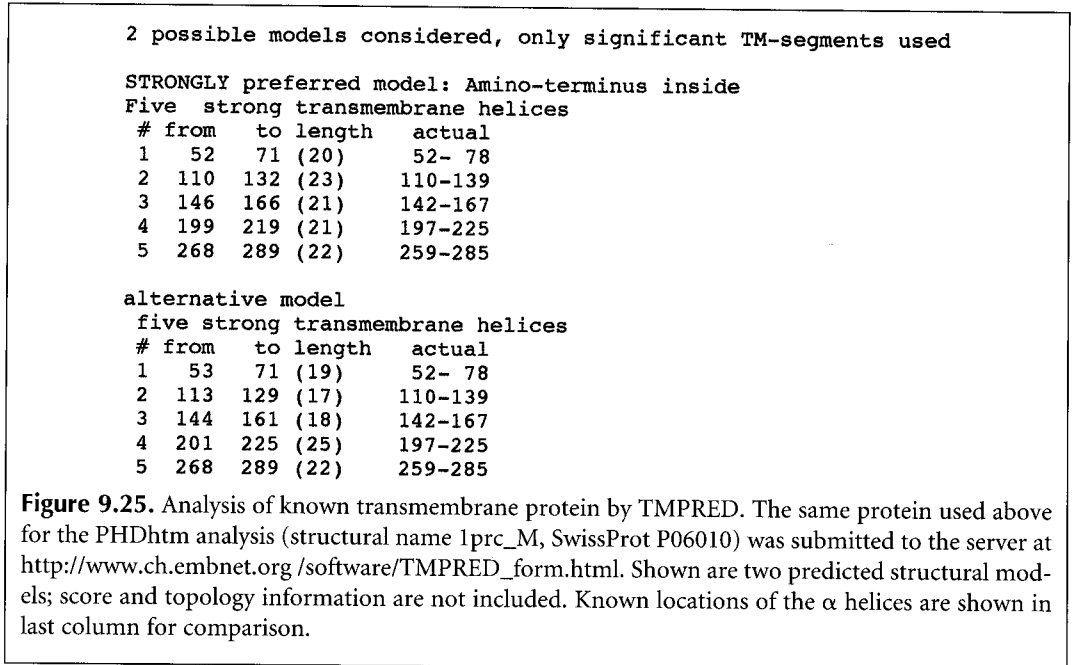 2 possible models considered, only significant TM-segments used
STRONGLY preferred model: Amino-terminus inside
Five strong transmembrane helices
# from to length actual
1 52 71 (20) 52- 78
2 110 132 (23) 110-139
3 146 166 (21) 142-167
4 199 219 (21) 197-225
5 268 289 (22) 259-285
alternative model
five strong transmembrane helices
# from to length actual
1 53 71 (19) 52- 78
2 113 129 (17) 110-139
3 144 161 (18) 142-167
4 201 225 (25) 197-225
5 268 289 (22) 259-285
Figure 9.25. Analysis of known transmembrane protein by TMPRED. The same protein used above
for the PHDhtm analysis (structural name 1prc_M, SwissProt P06010) was submitted to the server at
http://www.ch.embnet.org /software/TMPRED_form.html. Shown are two predicted structural mod-
els; score and topology information are not included. Known locations of the α helices are shown in
last column for comparison.